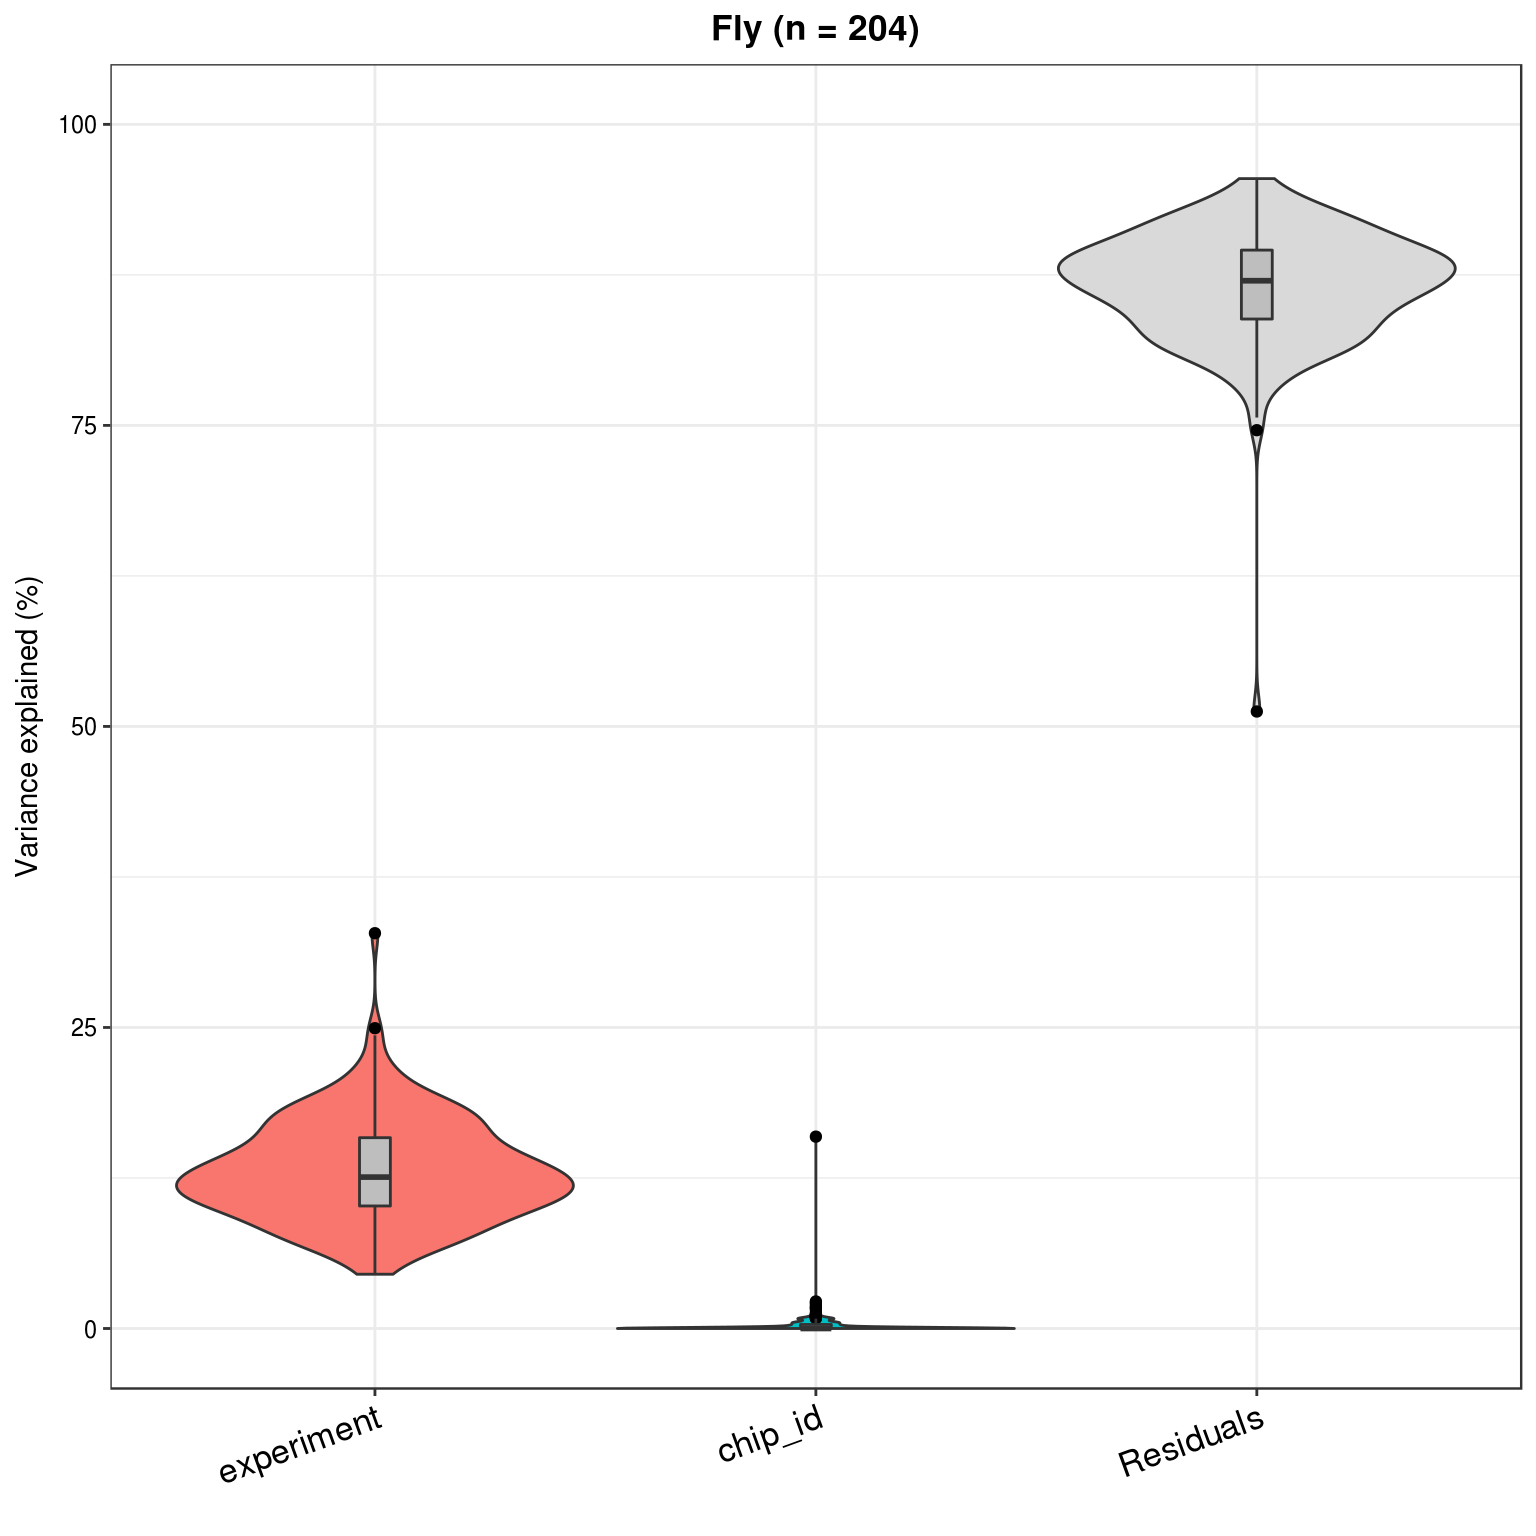 Fly (n = 204)
Variance explained (%)
100
75
50
25
0
experiment
chip_id
Residuals